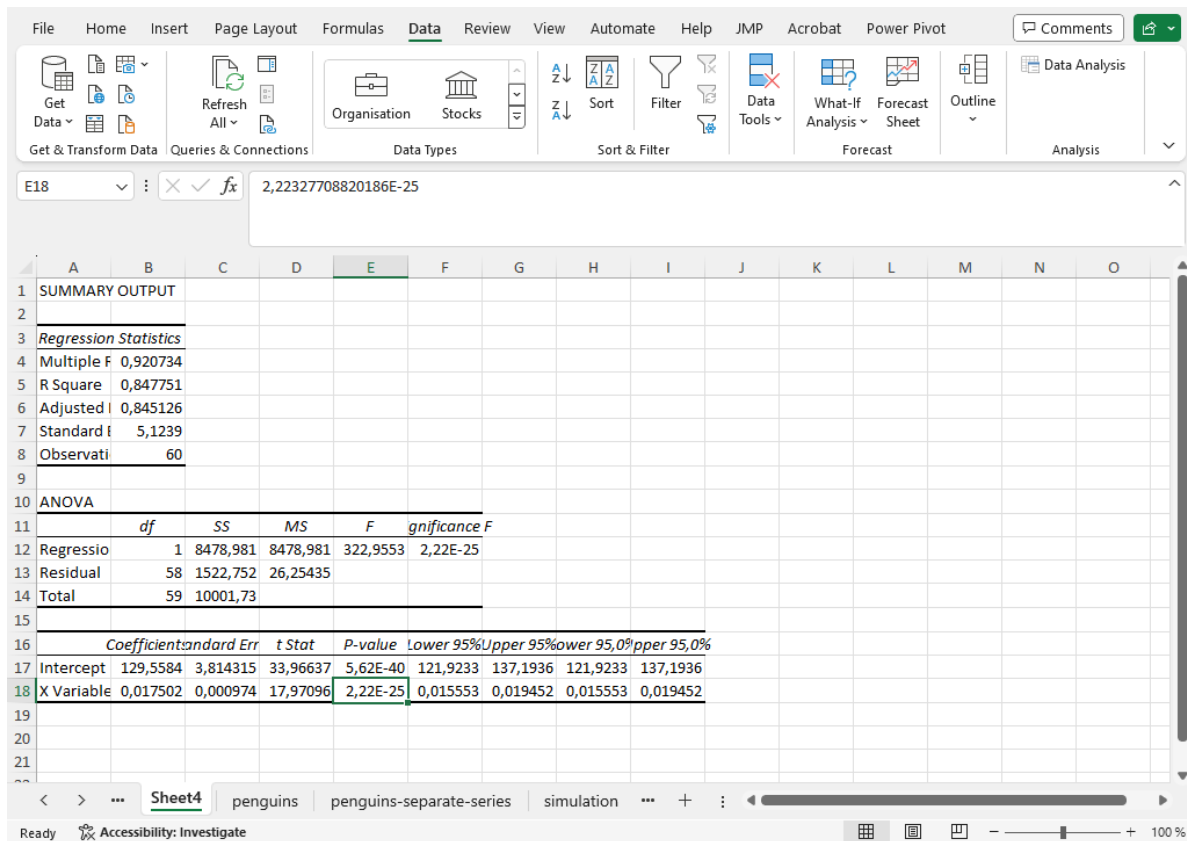 File Home Insert Page Layout Formulas Data Review View Automate Help JMP Acrobat Power Pivot Comments
Get Data
Refresh All
Organisation Stocks
Sort
Filter
Data Tools
What-If Analysis
Forecast Sheet
Outline
Data Analysis
Get & Transform Data Queries & Connections Data Types Sort & Filter Forecast Analysis
E18 fx 2,22327708820186E-25
A B C D E F G H I J K L M N O
1 SUMMARY OUTPUT
2
3 Regression Statistics
4 Multiple R 0,920734
5 R Square 0,847751
6 Adjusted 0,845126
7 Standard E 5,1239
8 Observati 60
9
10 ANOVA
11 df SS MS F gnificance F
12 Regressio 1 8478,981 8478,981 322,9553 2,22E-25
13 Residual 58 1522,752 26,25435
14 Total 59 10001,73
15
16 Coefficients andard Err t Stat P-value Lower 95% Upper 95% ower 95,0% pper 95,0%
17 Intercept 129,5584 3,814315 33,96637 5,62E-40 121,9233 137,1936 121,9233 137,1936
18 X Variable 0,017502 0,000974 17,97096 2,22E-25 0,015553 0,019452 0,015553 0,019452
19
20
21
Sheet4 penguins penguins-separate-series simulation
Ready Accessibility: Investigate 100 %